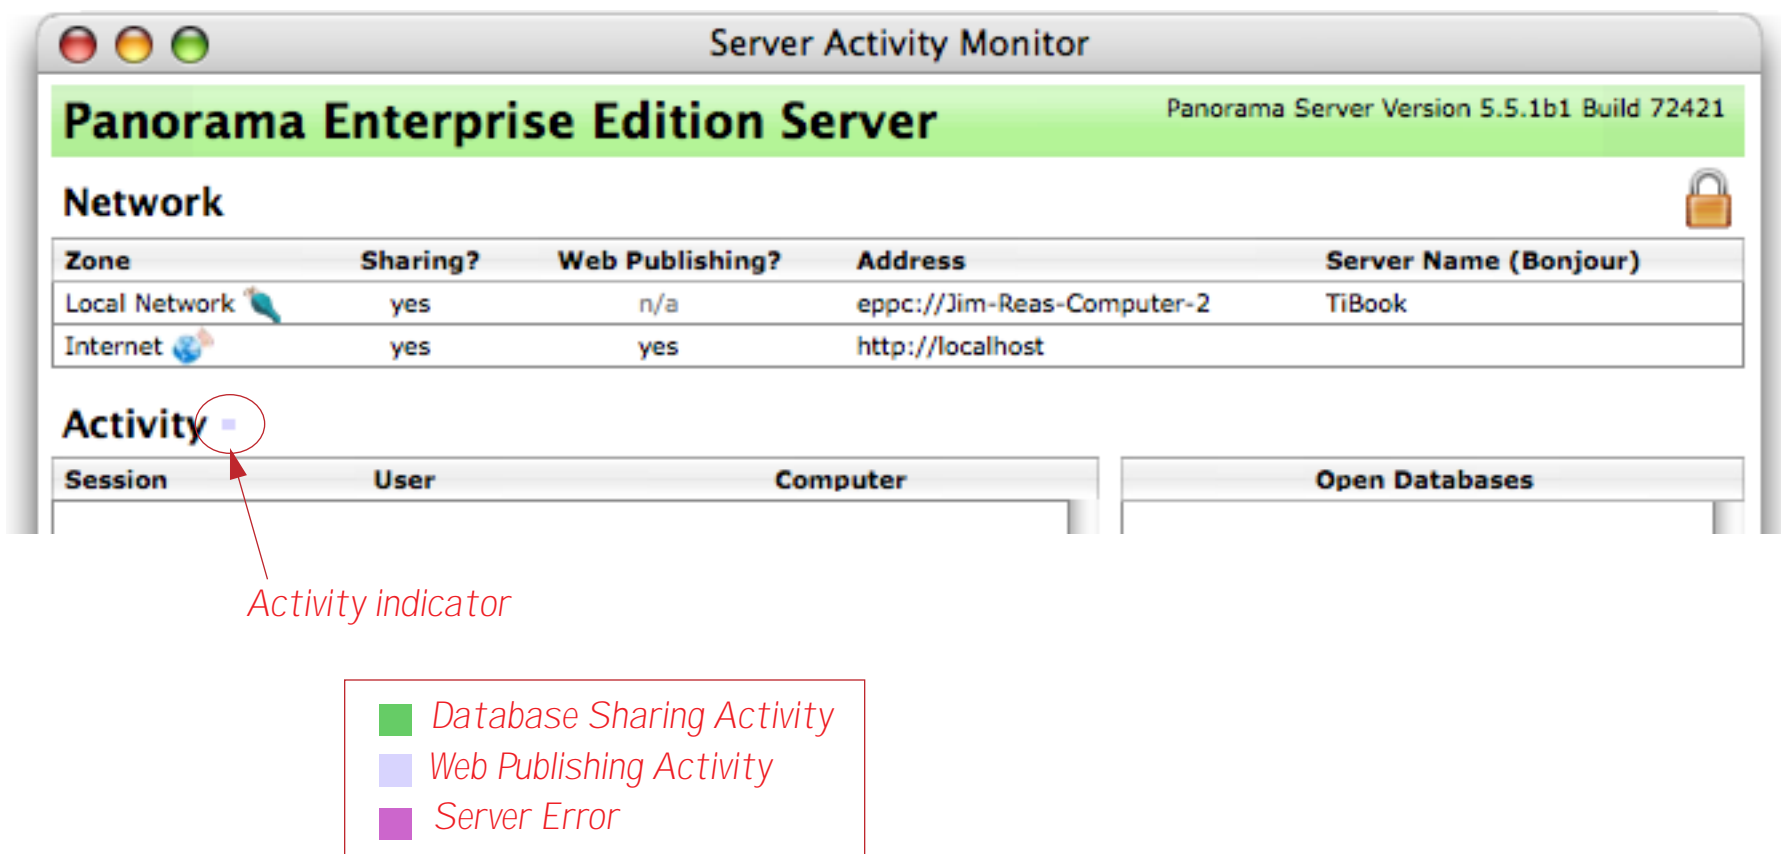 Server Activity Monitor
Panorama Enterprise Edition Server
Panorama Server Version 5.5.1b1 Build 72421
Network
Zone Sharing? Web Publishing? Address Server Name (Bonjour)
Local Network yes n/a eppc://Jim-Reas-Computer-2 TiBook
Internet yes yes http://localhost
Activity
Session User Computer Open Databases
Activity indicator
Database Sharing Activity
Web Publishing Activity
Server Error